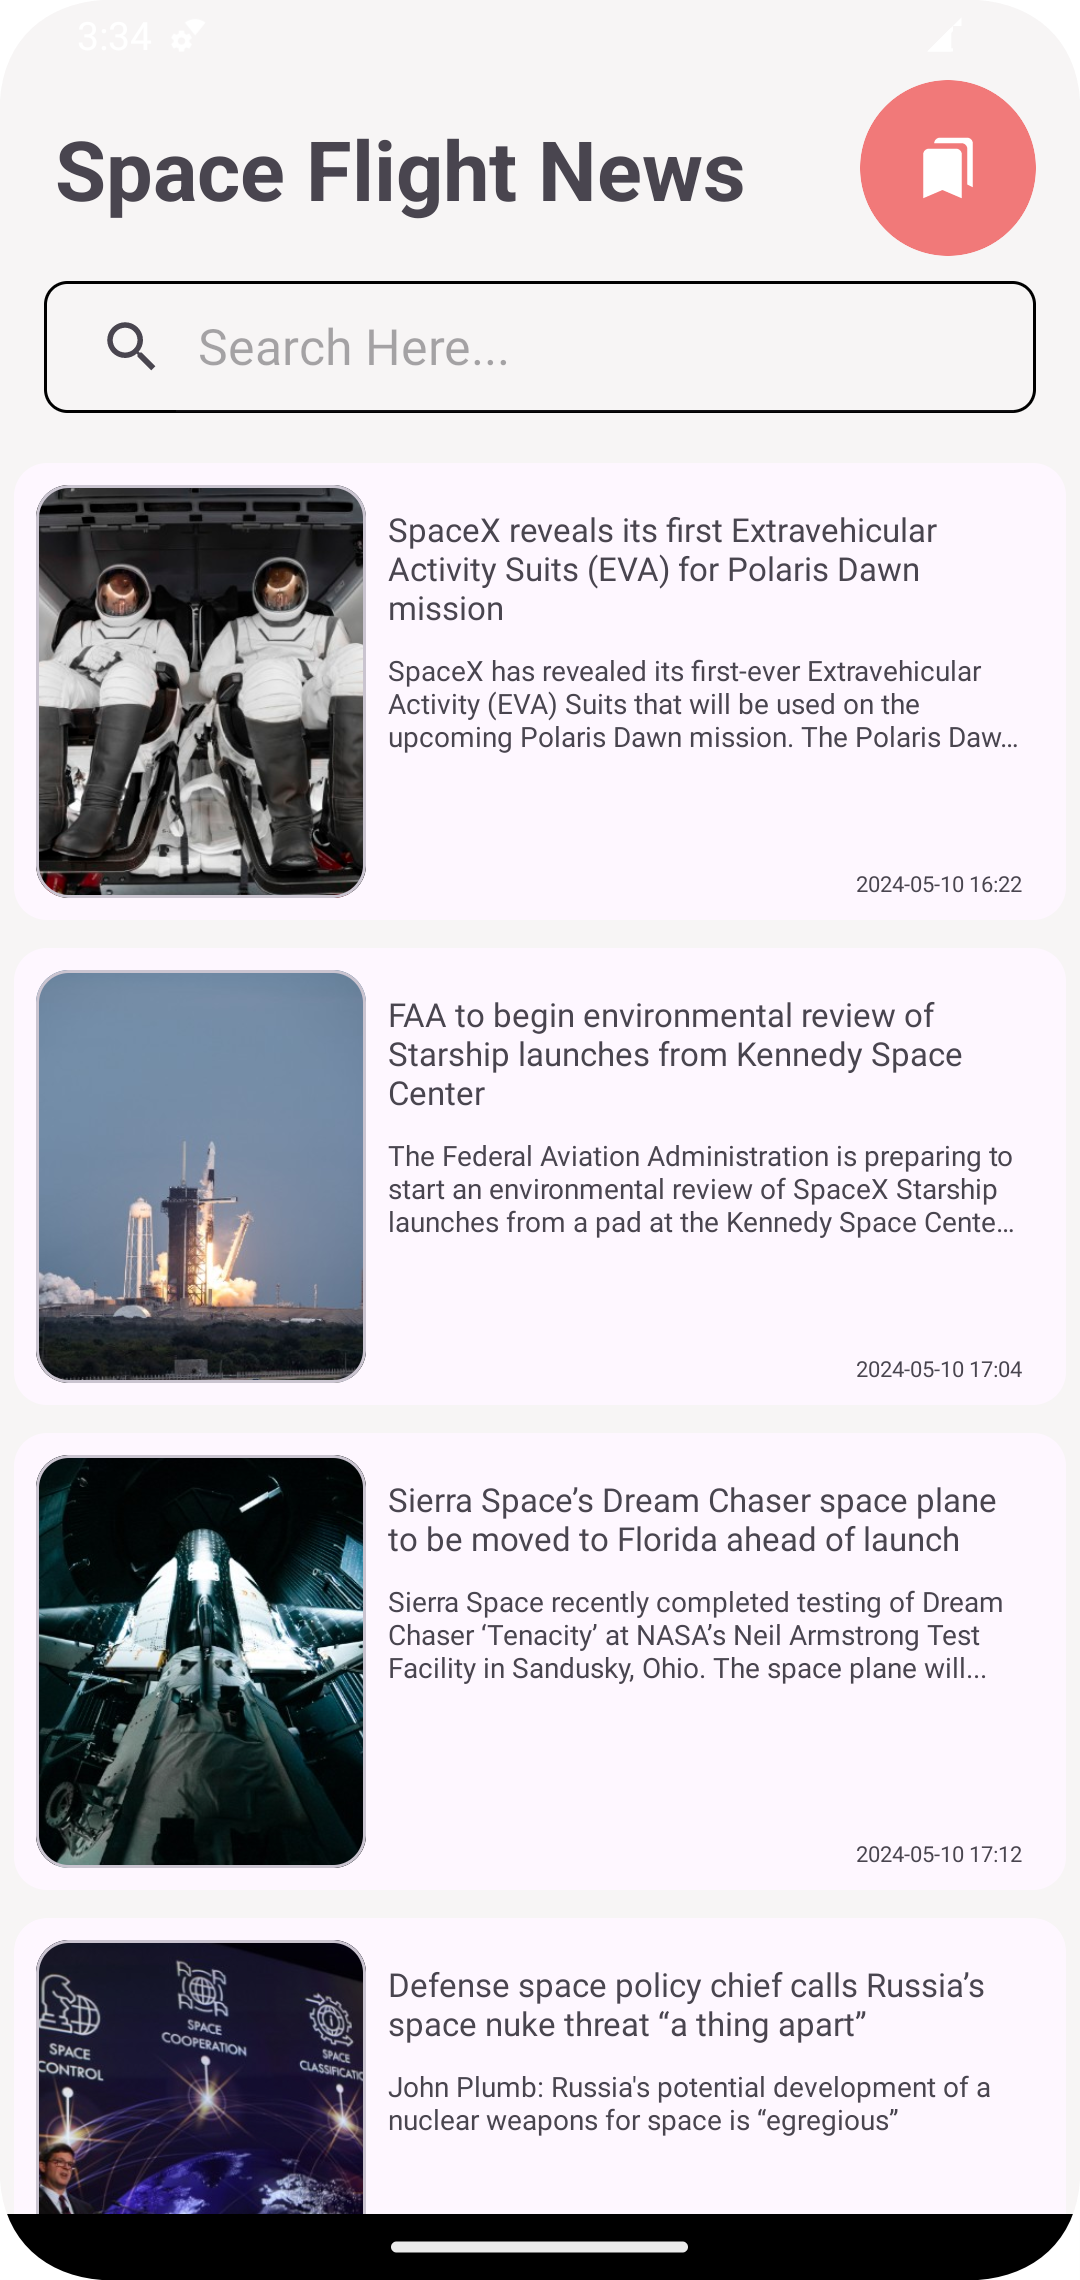 3:34
Space Flight News
Search Here...
SpaceX reveals its first Extravehicular
Activity Suits (EVA) for Polaris Dawn
mission
SpaceX has revealed its first-ever Extravehicular
Activity (EVA) Suits that will be used on the
upcoming Polaris Dawn mission. The Polaris Daw…
2024-05-10 16:22
FAA to begin environmental review of
Starship launches from Kennedy Space
Center
The Federal Aviation Administration is preparing to
start an environmental review of SpaceX Starship
launches from a pad at the Kennedy Space Cente…
2024-05-10 17:04
Sierra Space’s Dream Chaser space plane
to be moved to Florida ahead of launch
Sierra Space recently completed testing of Dream
Chaser ‘Tenacity’ at NASA’s Neil Armstrong Test
Facility in Sandusky, Ohio. The space plane will...
2024-05-10 17:12
SPACE
CONTROL
SPACE
COOPERATION
SPACE
CLASSIFICATIO
Defense space policy chief calls Russia’s
space nuke threat “a thing apart”
John Plumb: Russia's potential development of a
nuclear weapons for space is “egregious”